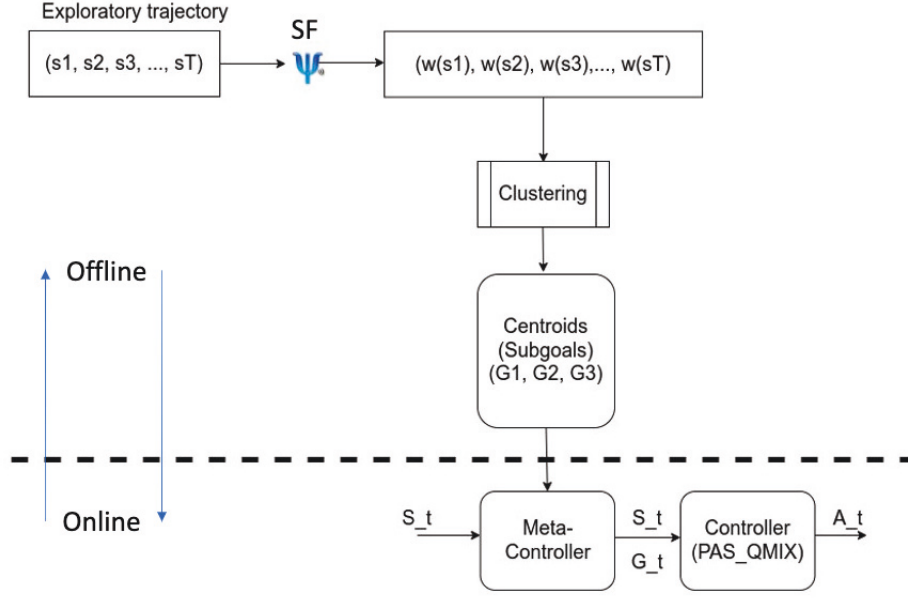 Exploratory trajectory
SF
(s1, s2, s3, ..., sT)
ψ
(w(s1), w(s2), w(s3),..., w(sT)
Clustering
Offline
Centroids
(Subgoals)
(G1, G2, G3)
Online
S_t
Meta-
Controller
S_t
G_t
Controller
(PAS_QMIX)
A_t